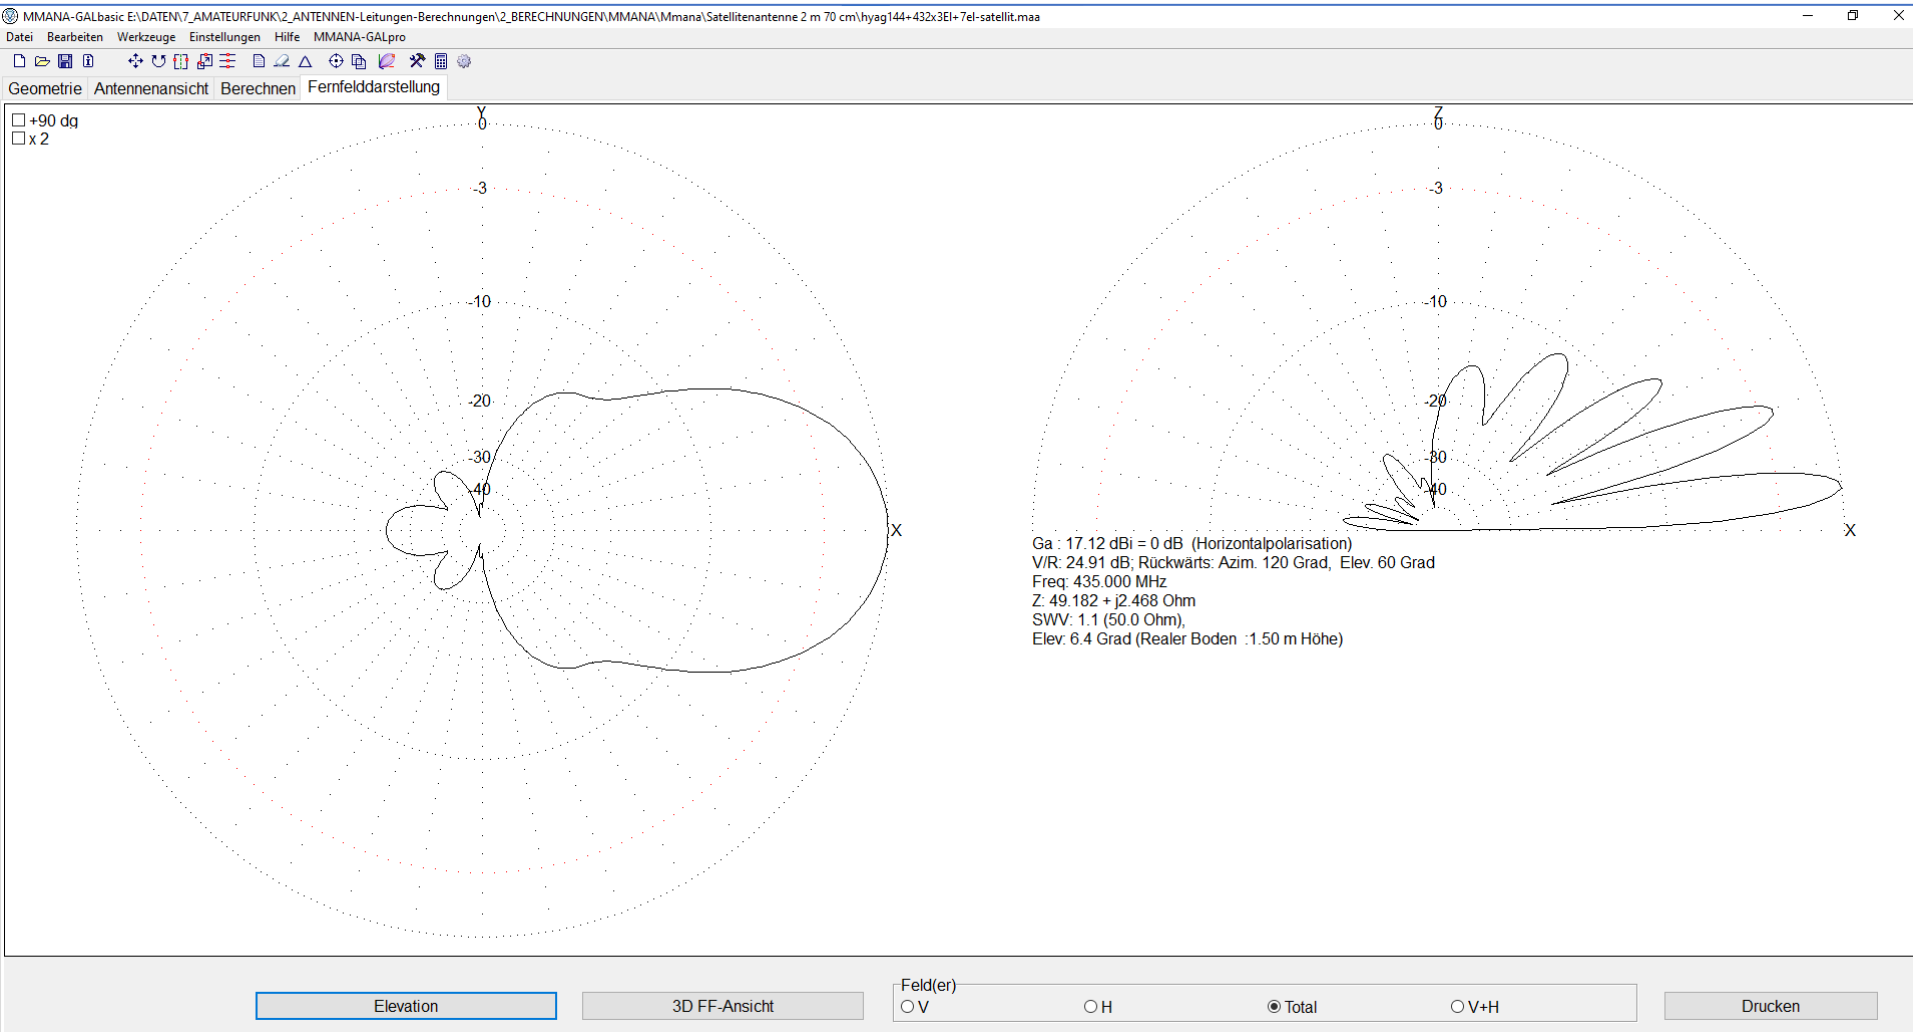 MMANA-GALbasic E:\DATEN\7_AMATEURFUNK\2_ANTENNEN-Leitungen-Berechnungen\2_BERECHNUNGEN\MMANA\Mmana\Satellitenantenne 2 m 70 cm\hyag144+432x3El+7el-satellit.maa
Datei Bearbeiten Werkzeuge Einstellungen Hilfe MMANA-GALpro
Geometrie Antennenansicht Berechnen Fernfelddarstellung
+90 dg
x 2
Y
0
-3
-10
-20
-30
-40
X
Z
0
-3
-10
-20
-30
-40
X
Ga : 17.12 dBi = 0 dB (Horizontalpolarisation)
V/R: 24.91 dB; Rückwärts: Azim. 120 Grad, Elev. 60 Grad
Freq: 435.000 MHz
Z: 49.182 + j2.468 Ohm
SWV: 1.1 (50.0 Ohm),
Elev: 6.4 Grad (Realer Boden :1.50 m Höhe)
Elevation
3D FF-Ansicht
Feld(er)
V H Total V+H
Drucken